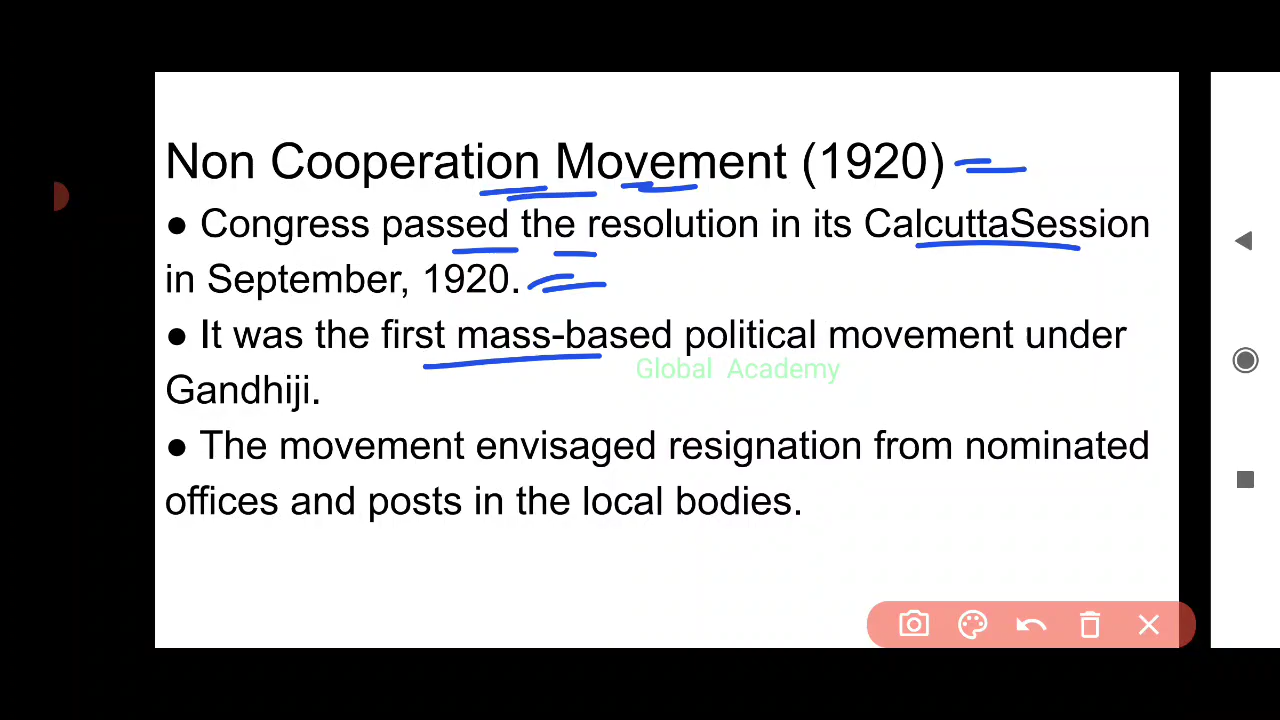 Non Cooperation Movement (1920)
● Congress passed the resolution in its CalcuttaSession
in September, 1920.
● It was the first mass-based political movement under
Global Academy
Gandhiji.
● The movement envisaged resignation from nominated
offices and posts in the local bodies.